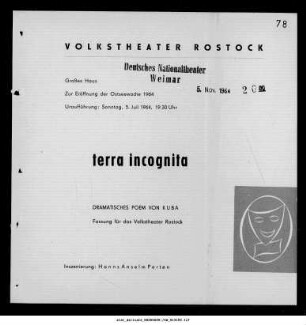 78
VOLKSTHEATER ROSTOCK
Deutsches Nationaltheater
Weimar
Großes Haus
5. Nov. 1964 20
Zur Eröffnung der Ostseewoche 1964
Uraufführung: Sonntag, 5. Juli 1964, 19.30 Uhr
terra incognita
DRAMATISCHES POEM VON KUBA
Fassung für das Volkstheater Rostock
Inszenierung: Hanns Anselm Perten